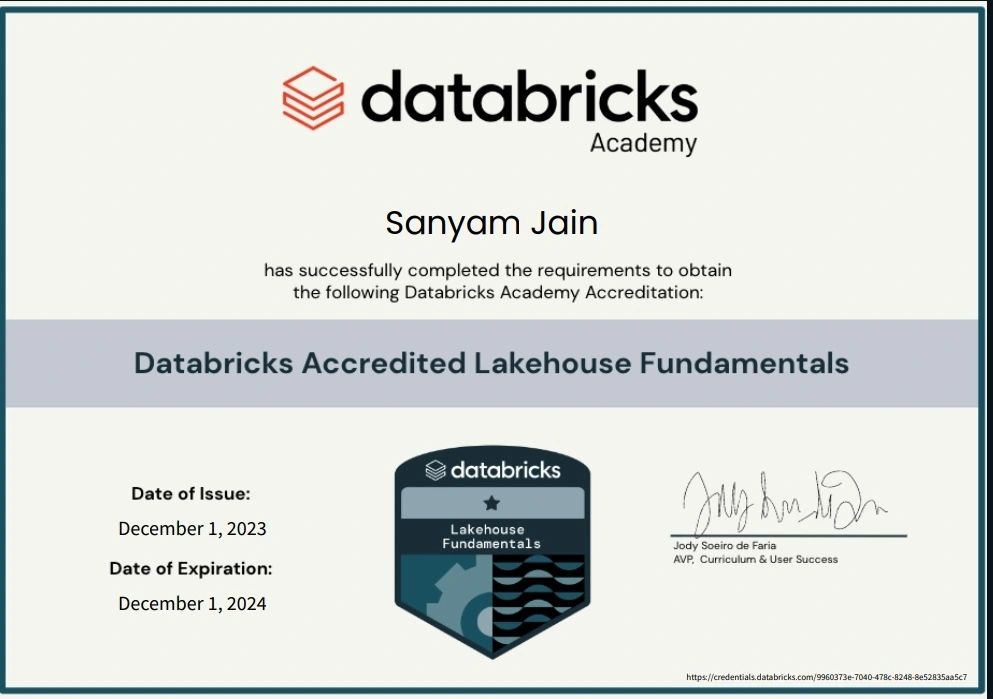 databricks
Academy
Sanyam Jain
has successfully completed the requirements to obtain
the following Databricks Academy Accreditation:
Databricks Accredited Lakehouse Fundamentals
Date of Issue:
December 1, 2023
Date of Expiration:
December 1, 2024
databricks
Lakehouse
Fundamentals
Jody Soeiro de Faria
AVP, Curriculum & User Success
https://credentials.databricks.com/9960373e-7040-478c-8248-8e52835aa5c7